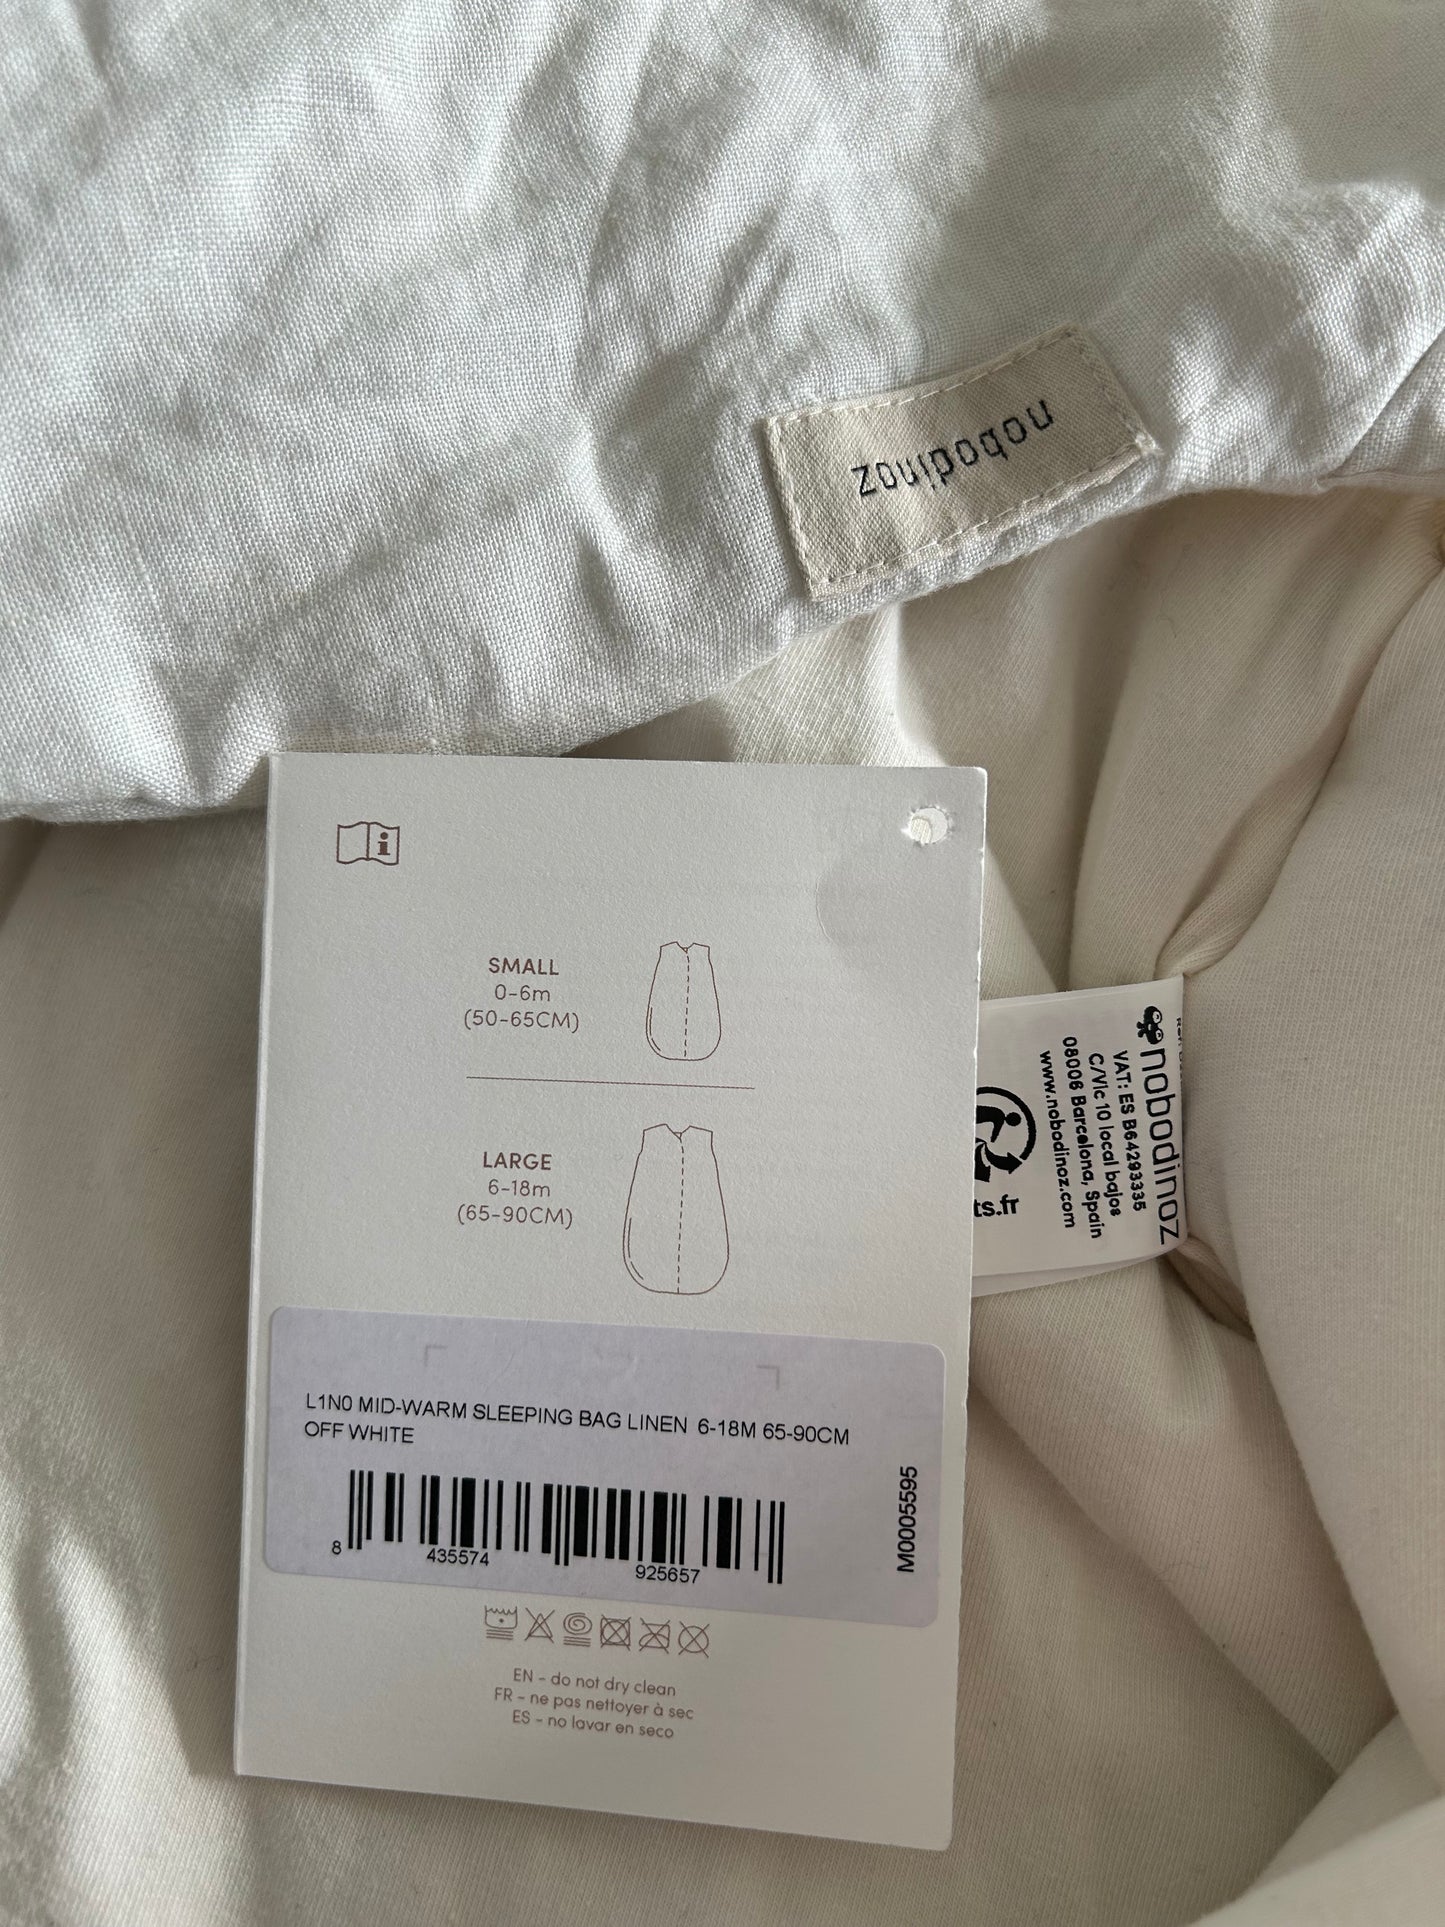 nobodinoz
i
SMALL
0-6m
(50-65CM)
LARGE
6-18m
(65-90CM)
L1N0 MID-WARM SLEEPING BAG LINEN 6-18M 65-90CM
OFF WHITE
8 435574 925657
M0005595
EN - do not dry clean
FR - ne pas nettoyer à sec
ES - no lavar en seco
nobodinoz
VAT: ES B64293335
C/Vic 10 local bajos
08006 Barcelona, Spain
www.nobodinoz.com
ts.fr